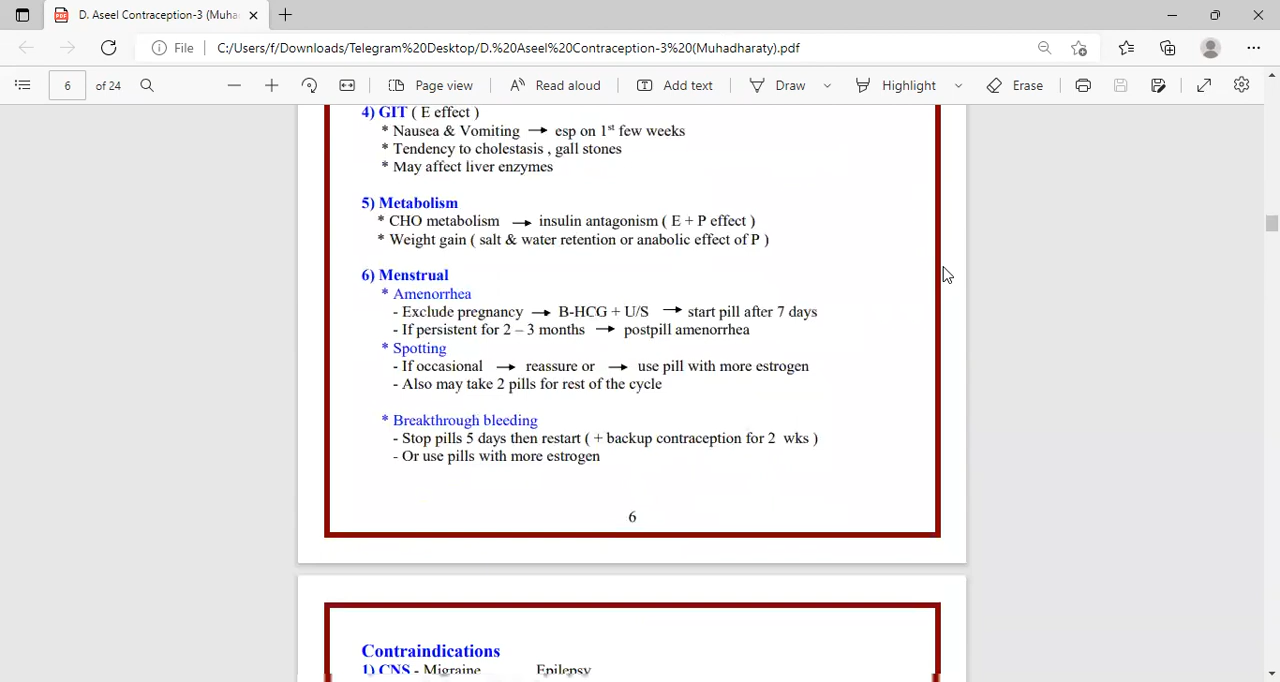 D. Aseel Contraception-3 (Muha
File
C:/Users/f/Downloads/Telegram%20Desktop/D.%20Aseel%20Contraception-3%20(Muhadharaty).pdf
6 of 24
Page view
Read aloud
Add text
Draw
Highlight
Erase
4) GIT ( E effect )
* Nausea & Vomiting → esp on 1st few weeks
* Tendency to cholestasis , gall stones
* May affect liver enzymes
5) Metabolism
* CHO metabolism → insulin antagonism ( E + P effect )
* Weight gain ( salt & water retention or anabolic effect of P )
6) Menstrual
* Amenorrhea
- Exclude pregnancy → B-HCG + U/S → start pill after 7 days
- If persistent for 2 – 3 months → postpill amenorrhea
* Spotting
- If occasional → reassure or → use pill with more estrogen
- Also may take 2 pills for rest of the cycle
* Breakthrough bleeding
- Stop pills 5 days then restart ( + backup contraception for 2 wks )
- Or use pills with more estrogen
6
Contraindications
1) CNS - Migraine Epilepsy